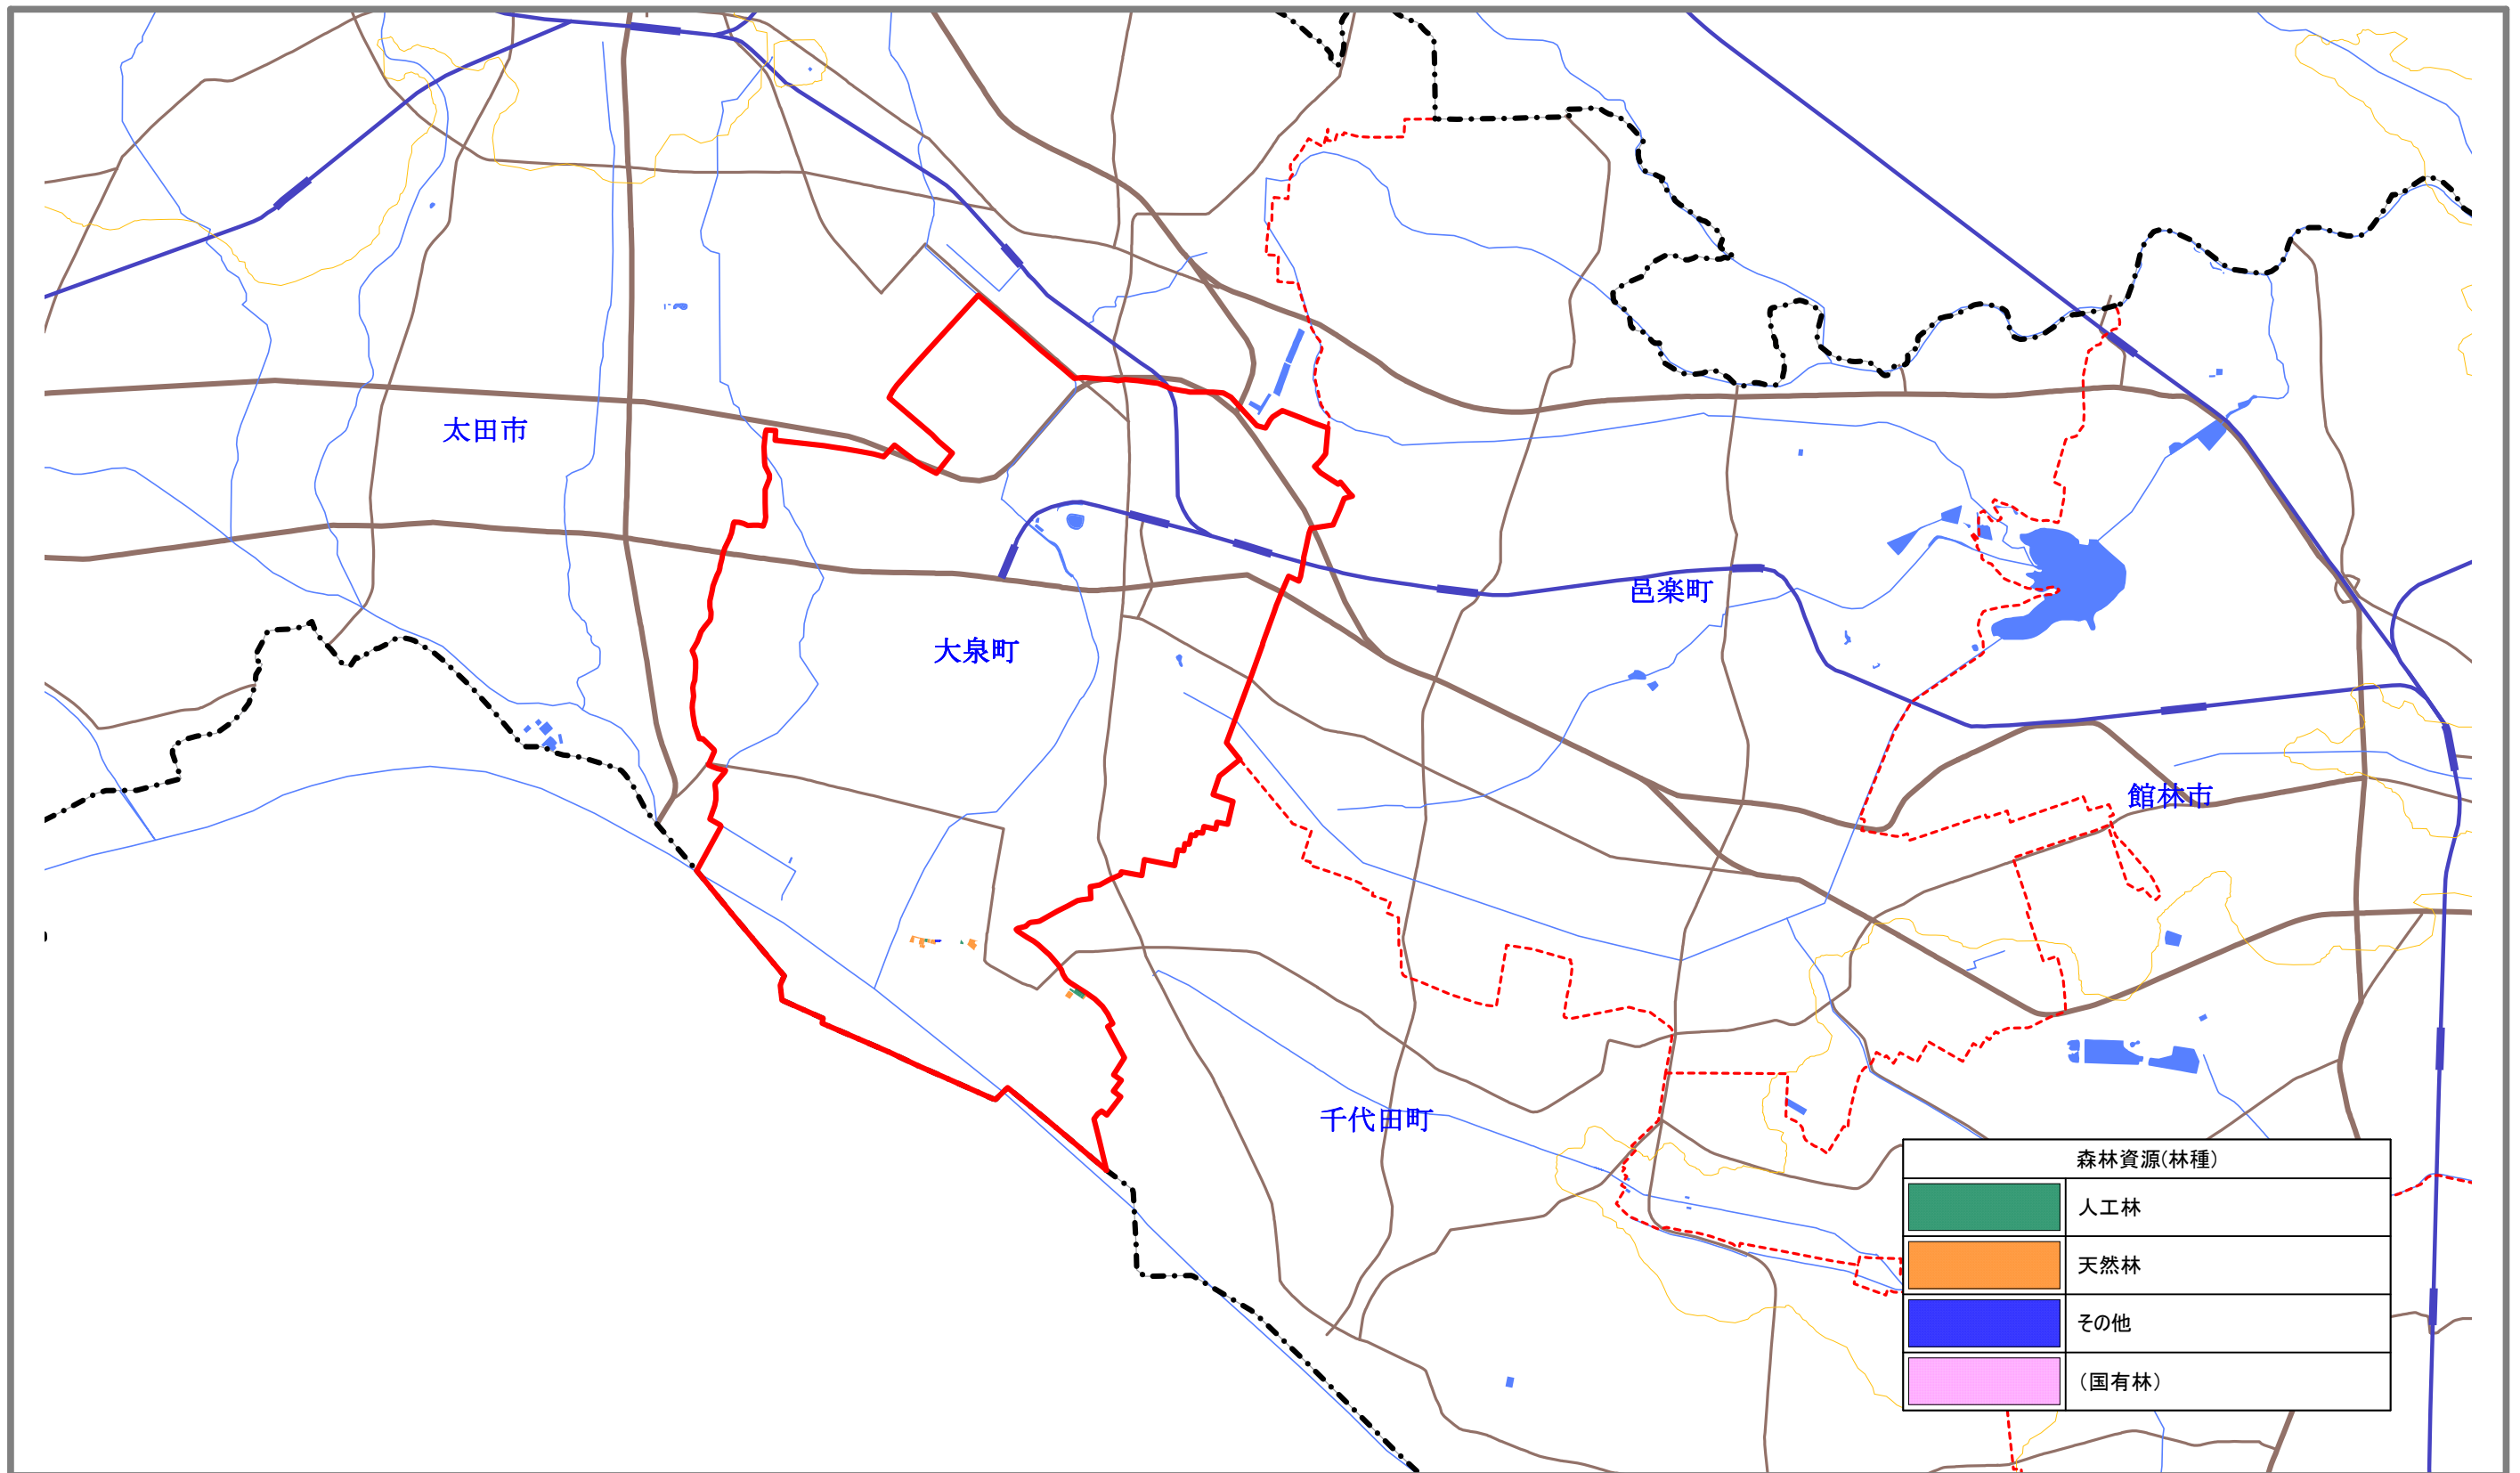 太田市
邑楽町
大泉町
館林市
千代田町
森林資源(林種)
人工林
天然林
その他
(国有林)